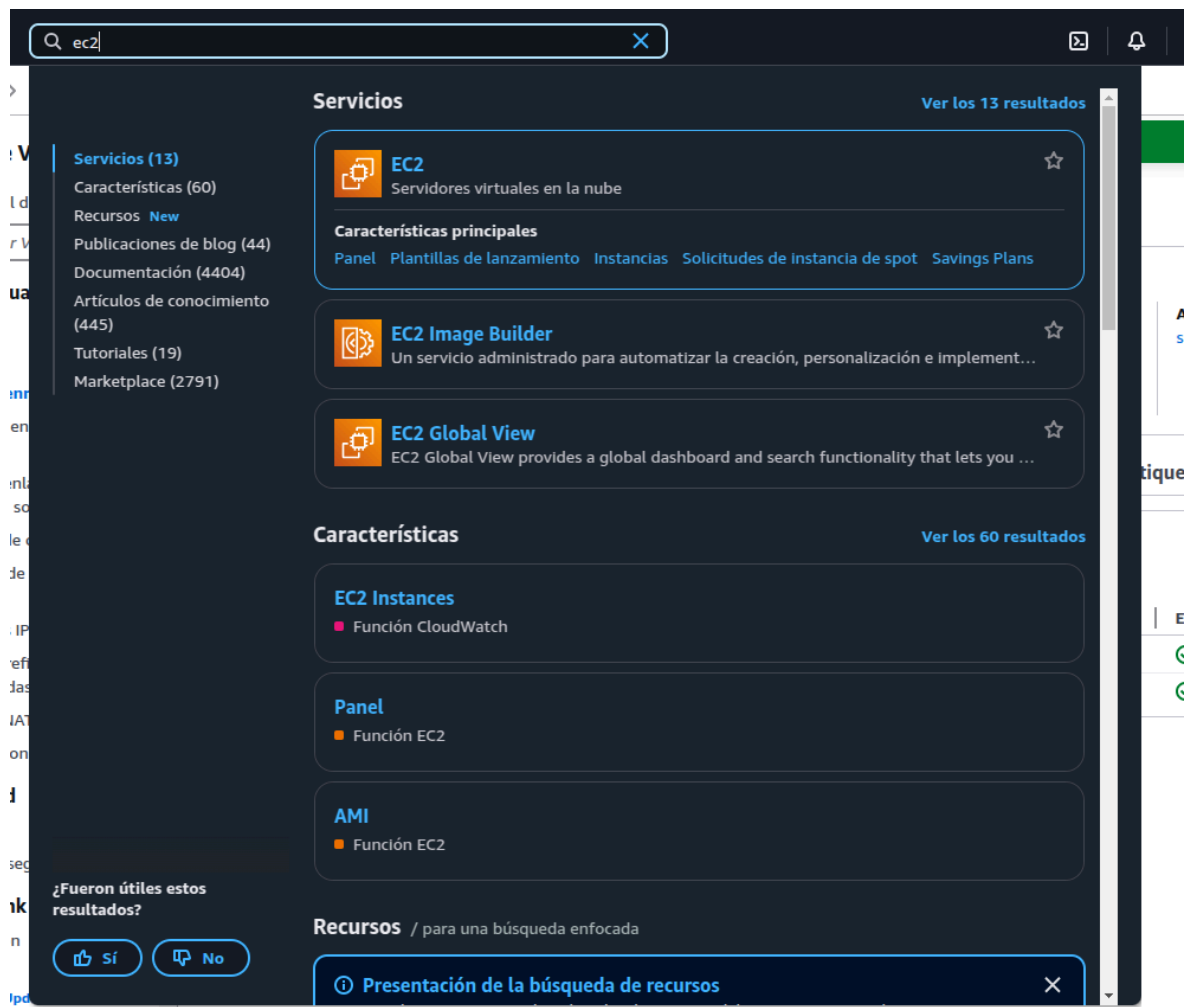 ec2
Servicios
Ver los 13 resultados
Servicios (13)
Características (60)
Recursos New
Publicaciones de blog (44)
Documentación (4404)
Artículos de conocimiento
(445)
Tutoriales (19)
Marketplace (2791)
EC2
Servidores virtuales en la nube
Características principales
Panel Plantillas de lanzamiento Instancias Solicitudes de instancia de spot Savings Plans
EC2 Image Builder
Un servicio administrado para automatizar la creación, personalización e implement...
EC2 Global View
EC2 Global View provides a global dashboard and search functionality that lets you ...
Características
Ver los 60 resultados
EC2 Instances
Función CloudWatch
Panel
Función EC2
AMI
Función EC2
¿Fueron útiles estos
resultados?
Sí No
Recursos / para una búsqueda enfocada
Presentación de la búsqueda de recursos